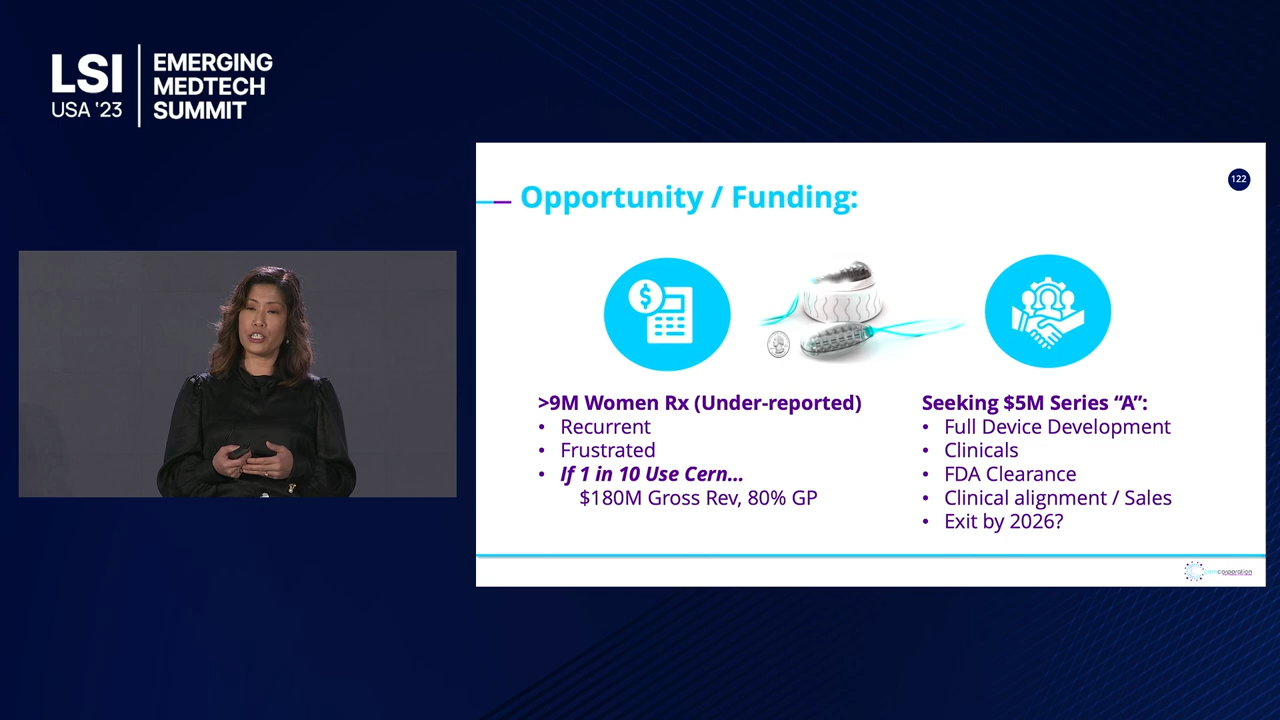 LSI
USA '23
EMERGING
MEDTECH
SUMMIT
122
Opportunity / Funding:
$
>9M Women Rx (Under-reported)
• Recurrent
• Frustrated
• If 1 in 10 Use Cern...
$180M Gross Rev, 80% GP
Seeking $5M Series “A”:
• Full Device Development
• Clinicals
• FDA Clearance
• Clinical alignment / Sales
• Exit by 2026?
cerncorporation